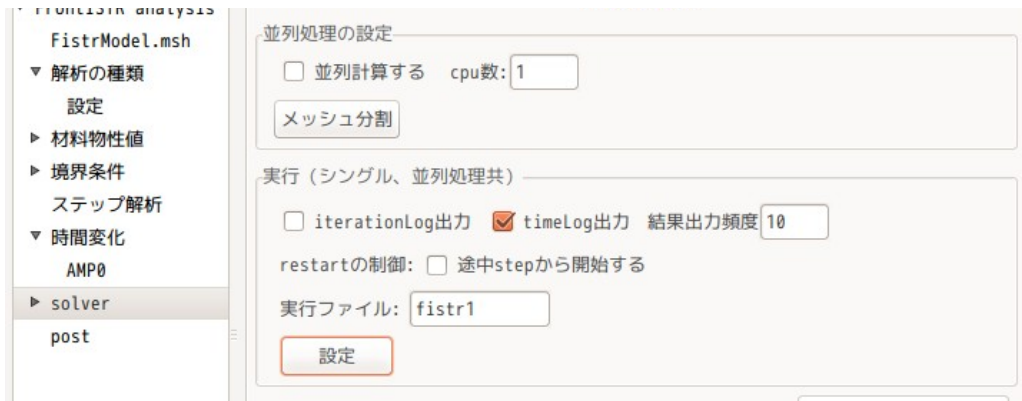 FrontISTR analysis
FistrModel.msh
解析の種類
設定
材料物性値
境界条件
ステップ解析
時間変化
AMP0
solver
post
並列処理の設定
並列計算する cpu数: 1
メッシュ分割
実行(シングル、並列処理共)
iterationLog出力 timeLog出力 結果出力頻度 10
restartの制御: 途中stepから開始する
実行ファイル: fistr1
設定